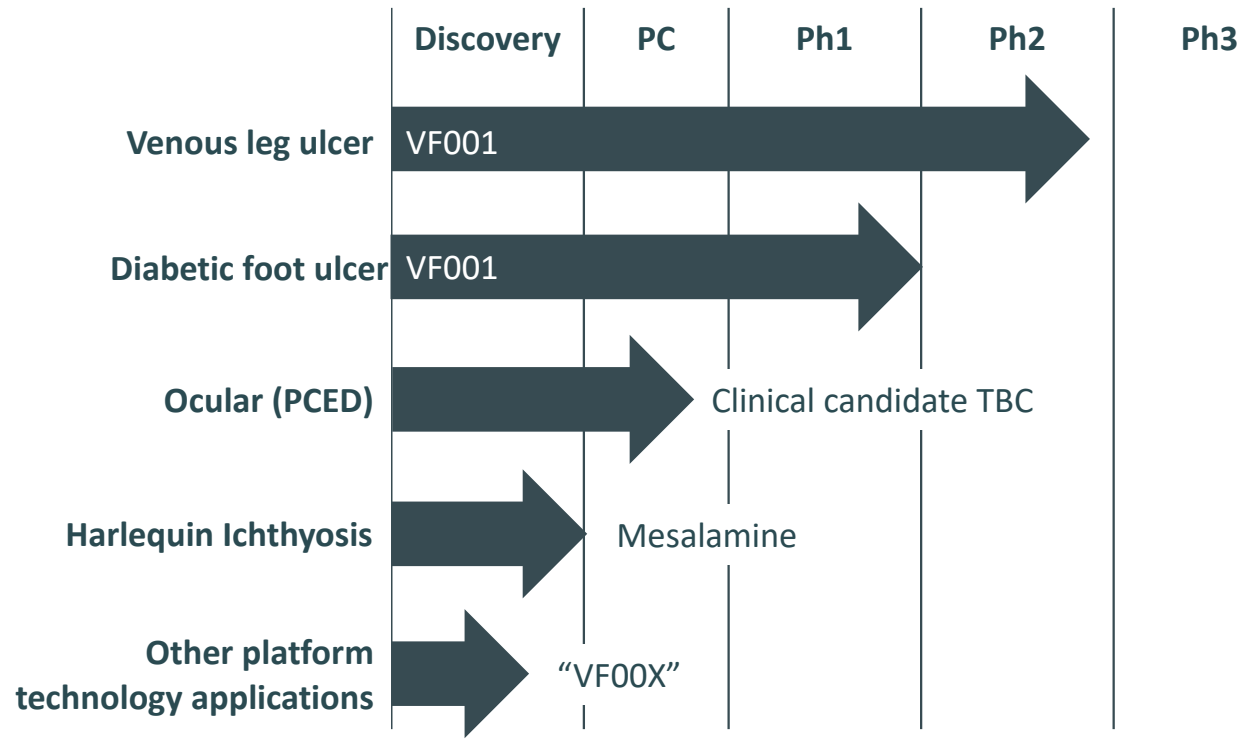 Discovery PC Ph1 Ph2 Ph3
Venous leg ulcer VF001
Diabetic foot ulcer VF001
Ocular (PCED) Clinical candidate TBC
Harlequin Ichthyosis Mesalamine
Other platform
technology applications “VF00X”